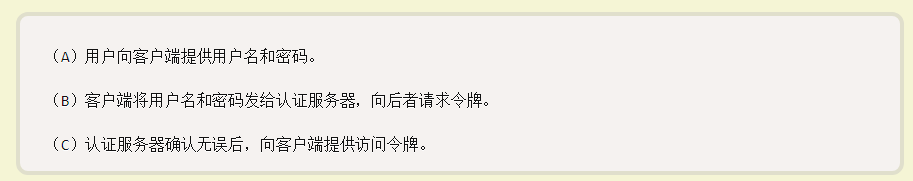 （A）用户向客户端提供用户名和密码。
（B）客户端将用户名和密码发给认证服务器，向后者请求令牌。
（C）认证服务器确认无误后，向客户端提供访问令牌。